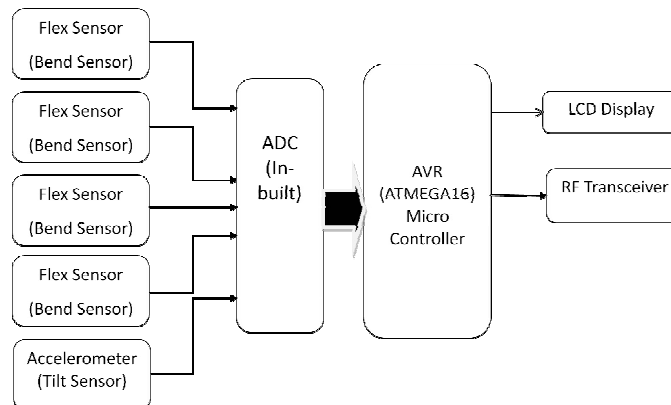 Flex Sensor
(Bend Sensor)
Flex Sensor
(Bend Sensor)
Flex Sensor
(Bend Sensor)
Flex Sensor
(Bend Sensor)
Accelerometer
(Tilt Sensor)
ADC
(In-
built)
AVR
(ATMEGA16)
Micro
Controller
LCD Display
RF Transceiver